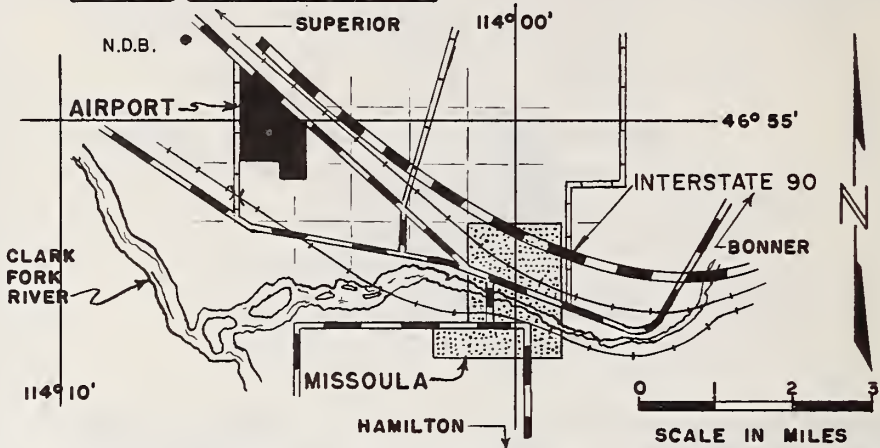 SUPERIOR
114° 00'
N.D.B.
AIRPORT
46° 55'
INTERSTATE 90
N
BONNER
CLARK
FORK
RIVER
114° 10'
MISSOULA
HAMILTON
0 1 2 3
SCALE IN MILES